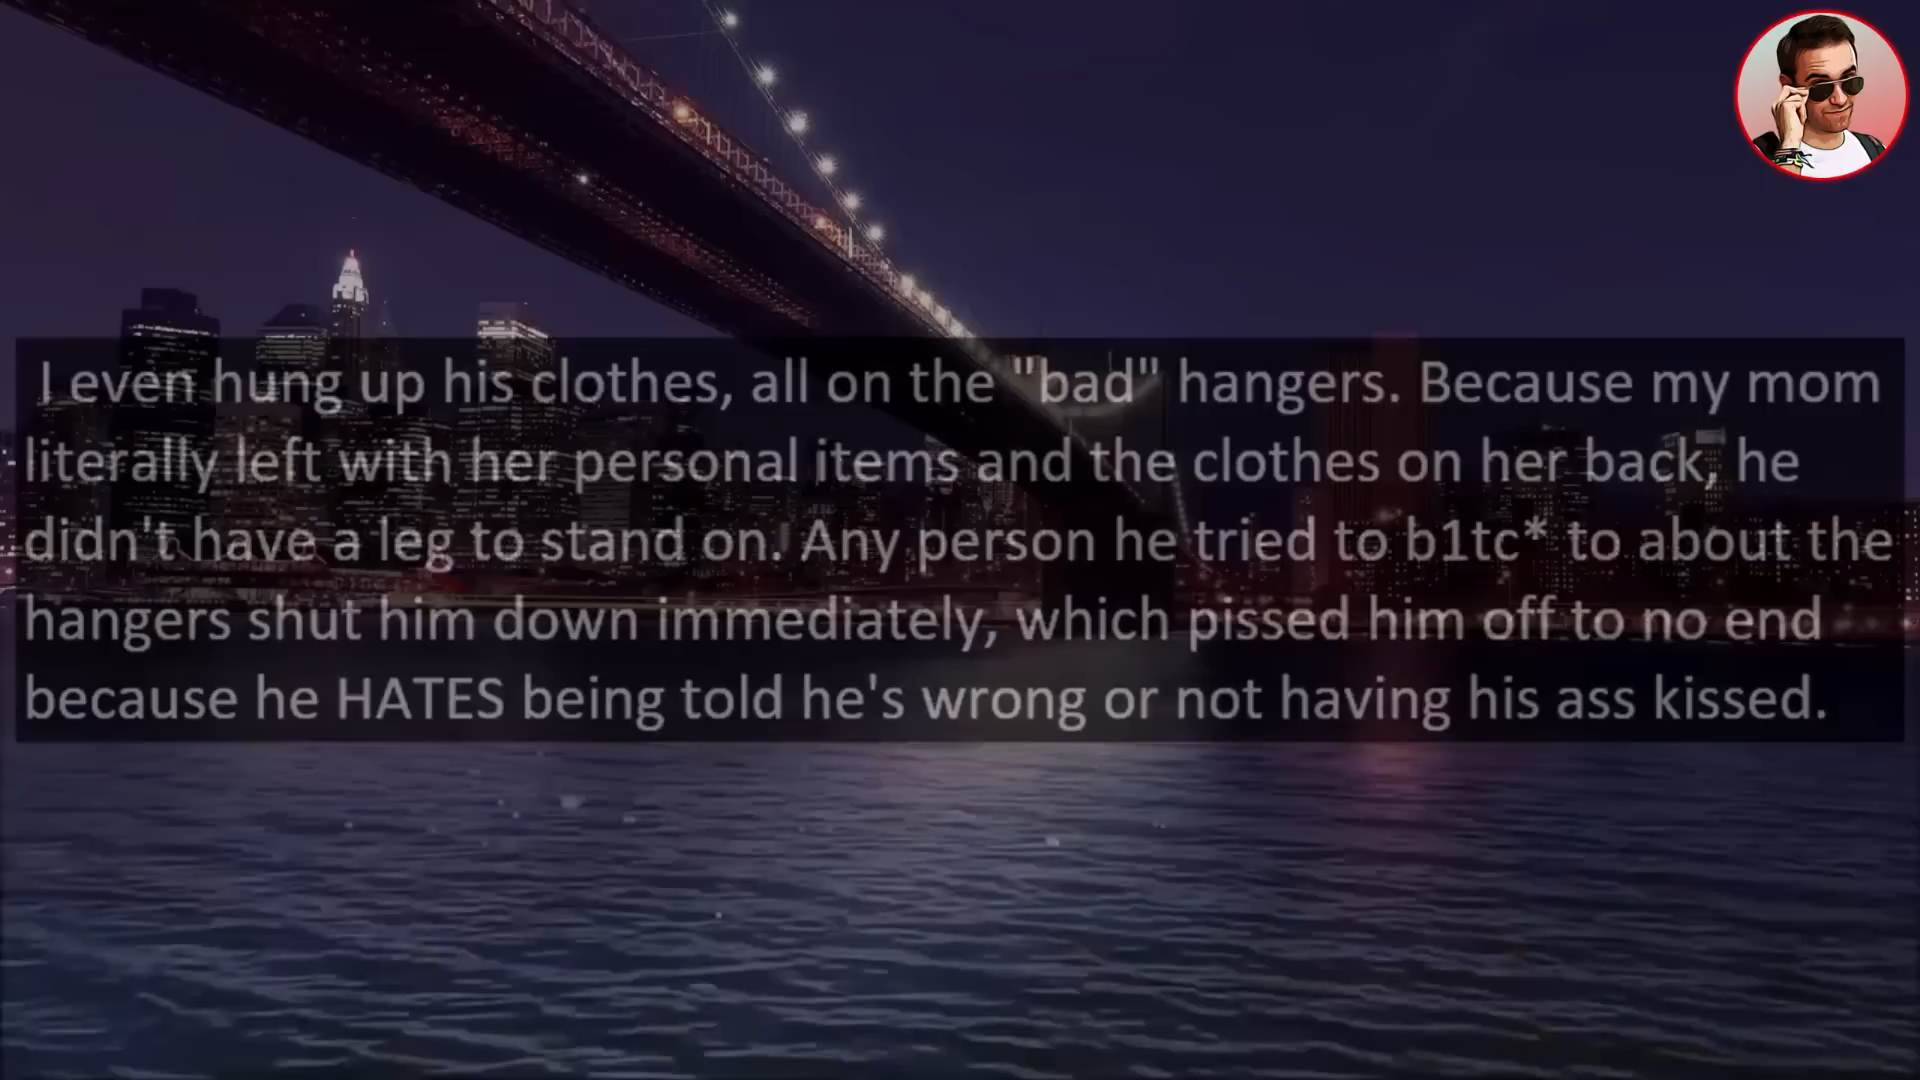 I even hung up his clothes, all on the "bad" hangers. Because my mom
literally left with her personal items and the clothes on her back, he
didn't have a leg to stand on. Any person he tried to b1tc* to about the
hangers shut him down immediately, which pissed him off to no end
because he HATES being told he's wrong or not having his ass kissed.